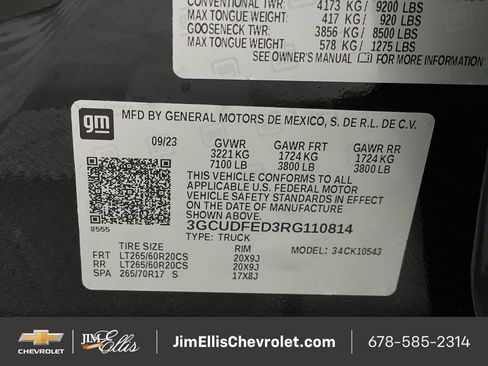 CONVENTIONAL TWR: 4173 KG / 9200 LBS
MAX TONGUE WEIGHT: 417 KG / 920 LBS
GOOSENECK TWR: 3856 KG / 8500 LBS
MAX TONGUE WEIGHT: 578 KG / 1275 LBS
SEE OWNER'S MANUAL FOR MORE INFORMATION
gm
MFD BY GENERAL MOTORS DE MEXICO, S. DE R.L. DE C.V.
09/23 GVWR GAWR FRT GAWR RR
3221 KG 1724 KG 1724 KG
7100 LB 3800 LB 3800 LB
THIS VEHICLE CONFORMS TO ALL
APPLICABLE U.S. FEDERAL MOTOR
VEHICLE SAFETY STANDARDS IN EFFECT
ON THE DATE OF MANUFACTURE
SHOWN ABOVE.
3GCUDFED3RG110814
8555
TYPE: TRUCK
MODEL: 34CK10543
TIRE SIZE RIM
FRT LT265/60R20CS 20X9J
RR LT265/60R20CS 20X9J
SPA 265/70R17 S 17X8J
CHEVROLET
JIM Ellis
JimEllisChevrolet.com
678-585-2314